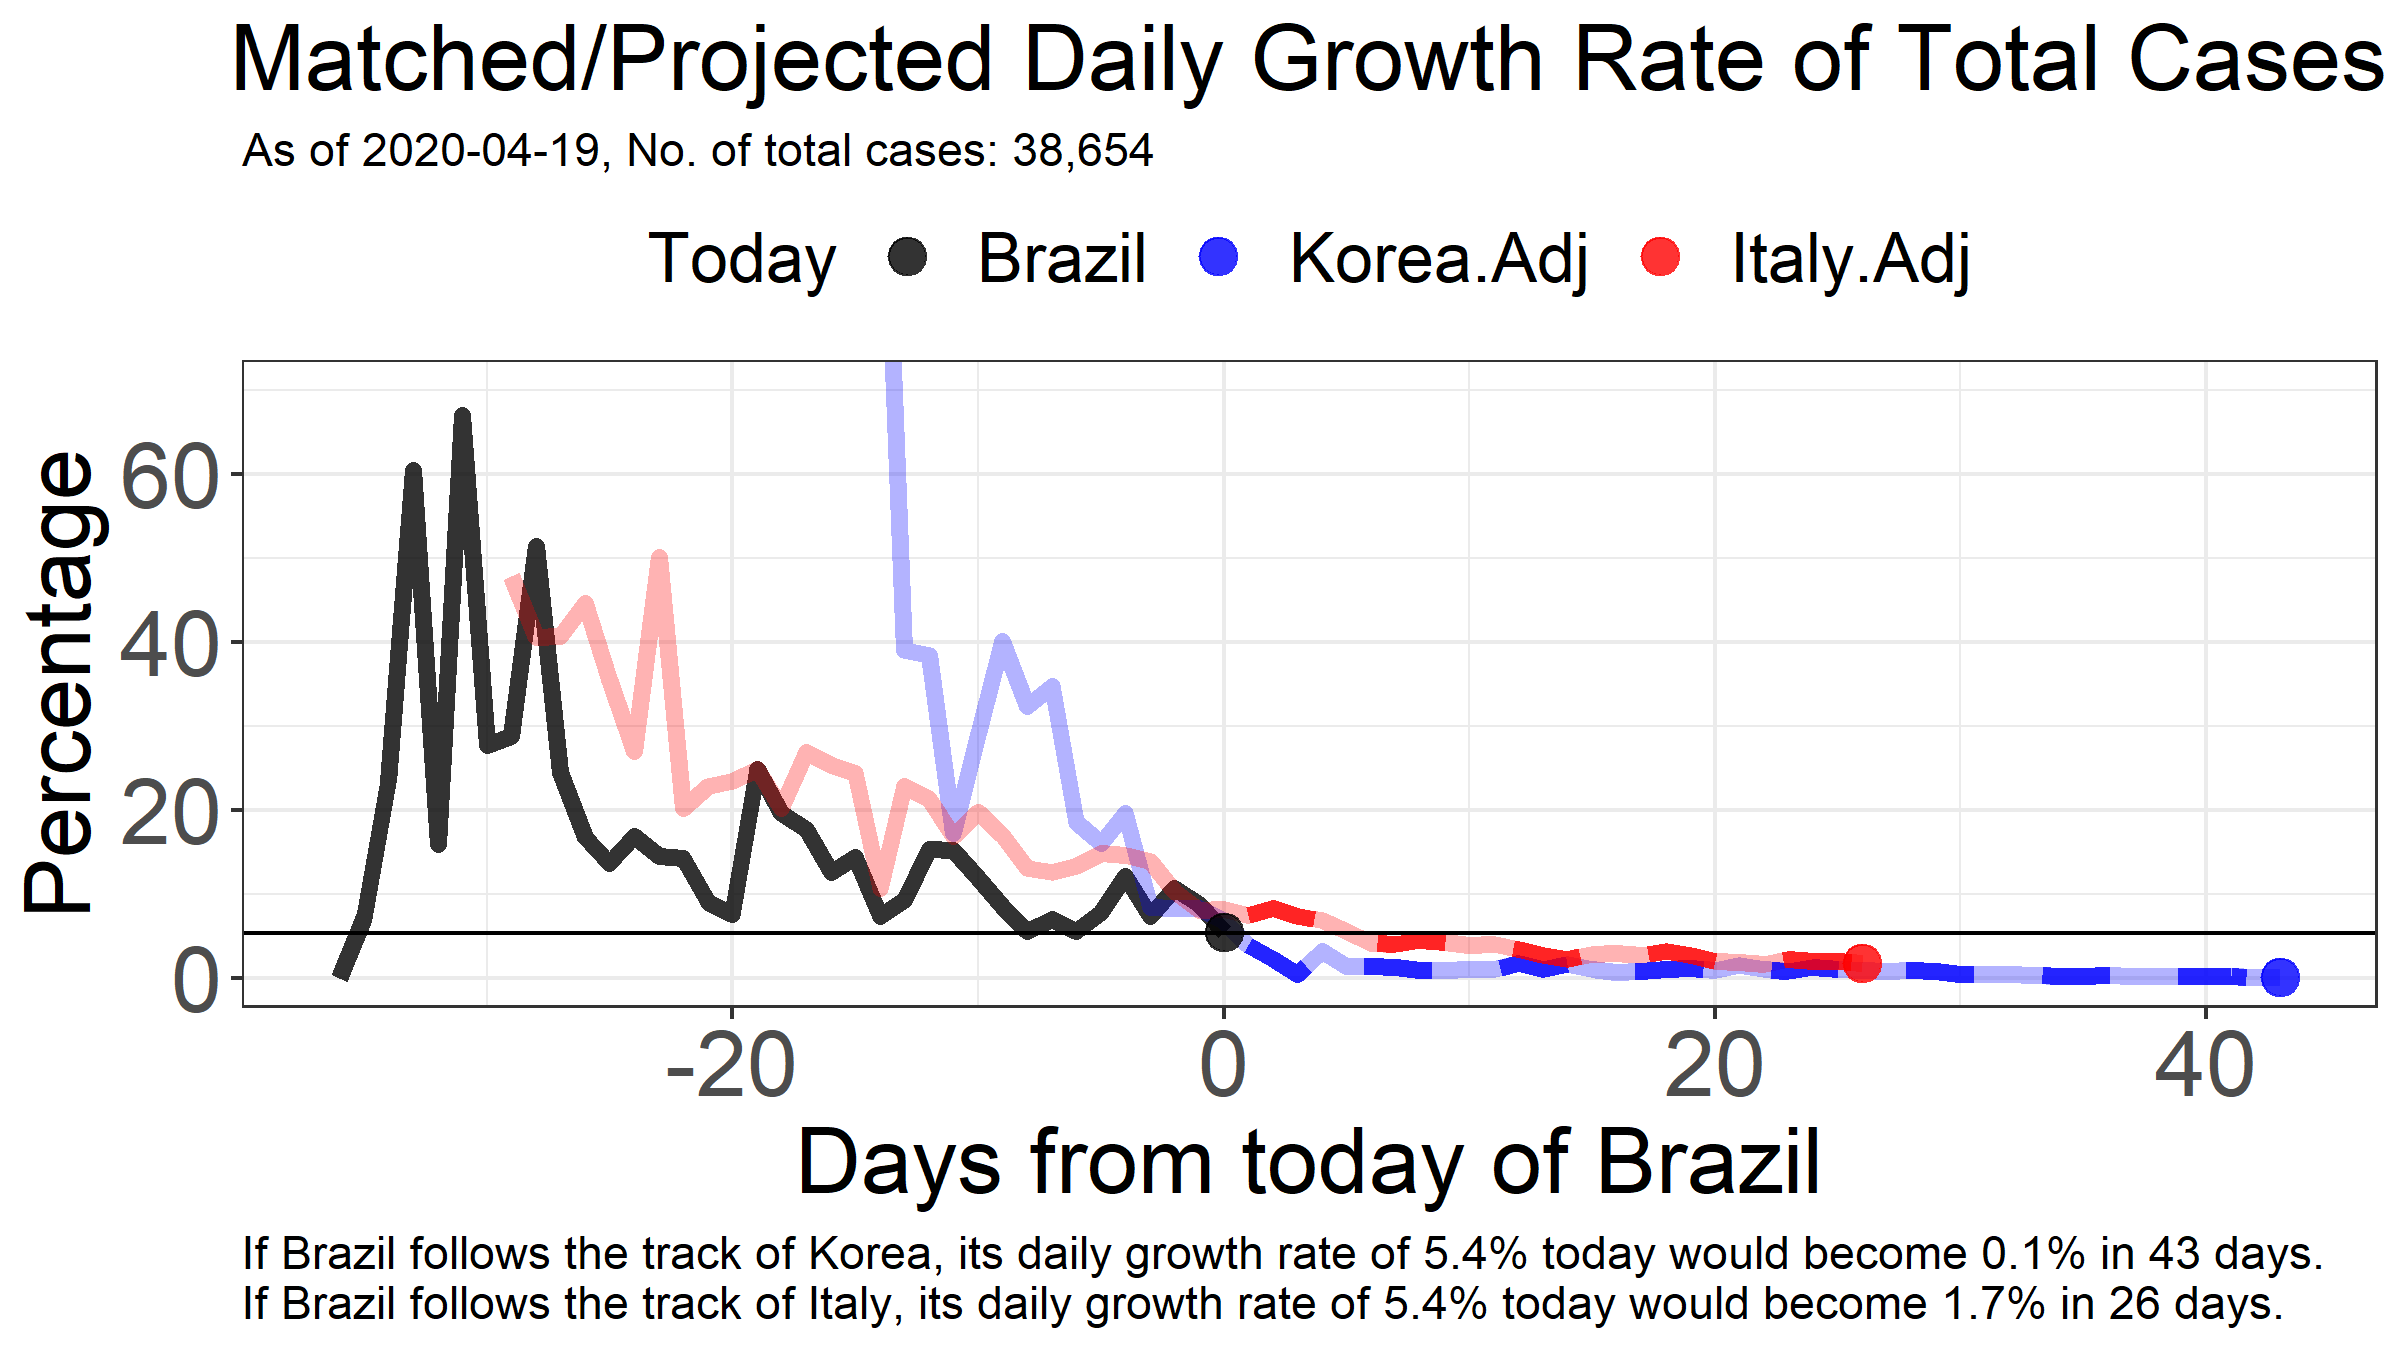 Matched/Projected Daily Growth Rate of Total Cases
As of 2020-04-19, No. of total cases: 38,654
Today Brazil Korea.Adj Italy.Adj
Percentage
60
40
20
0
-20 0 20 40
Days from today of Brazil
If Brazil follows the track of Korea, its daily growth rate of 5.4% today would become 0.1% in 43 days.
If Brazil follows the track of Italy, its daily growth rate of 5.4% today would become 1.7% in 26 days.